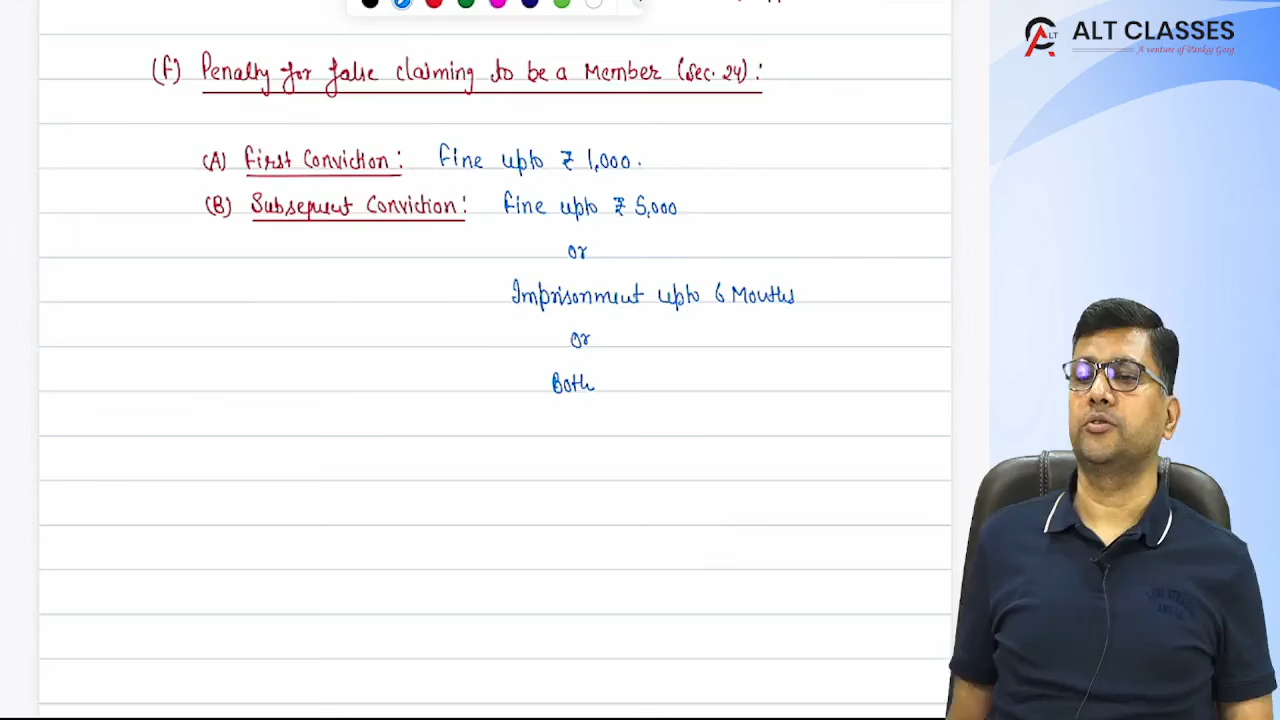 ALT CLASSES
A venture of Pankaj Garg
(F) Penalty for false claiming to be a Member (Sec. 24):
(A) First Conviction: Fine upto ₹ 1,000.
(B) Subsequent Conviction: Fine upto ₹ 5,000
or
Imprisonment upto 6 Months
or
Both